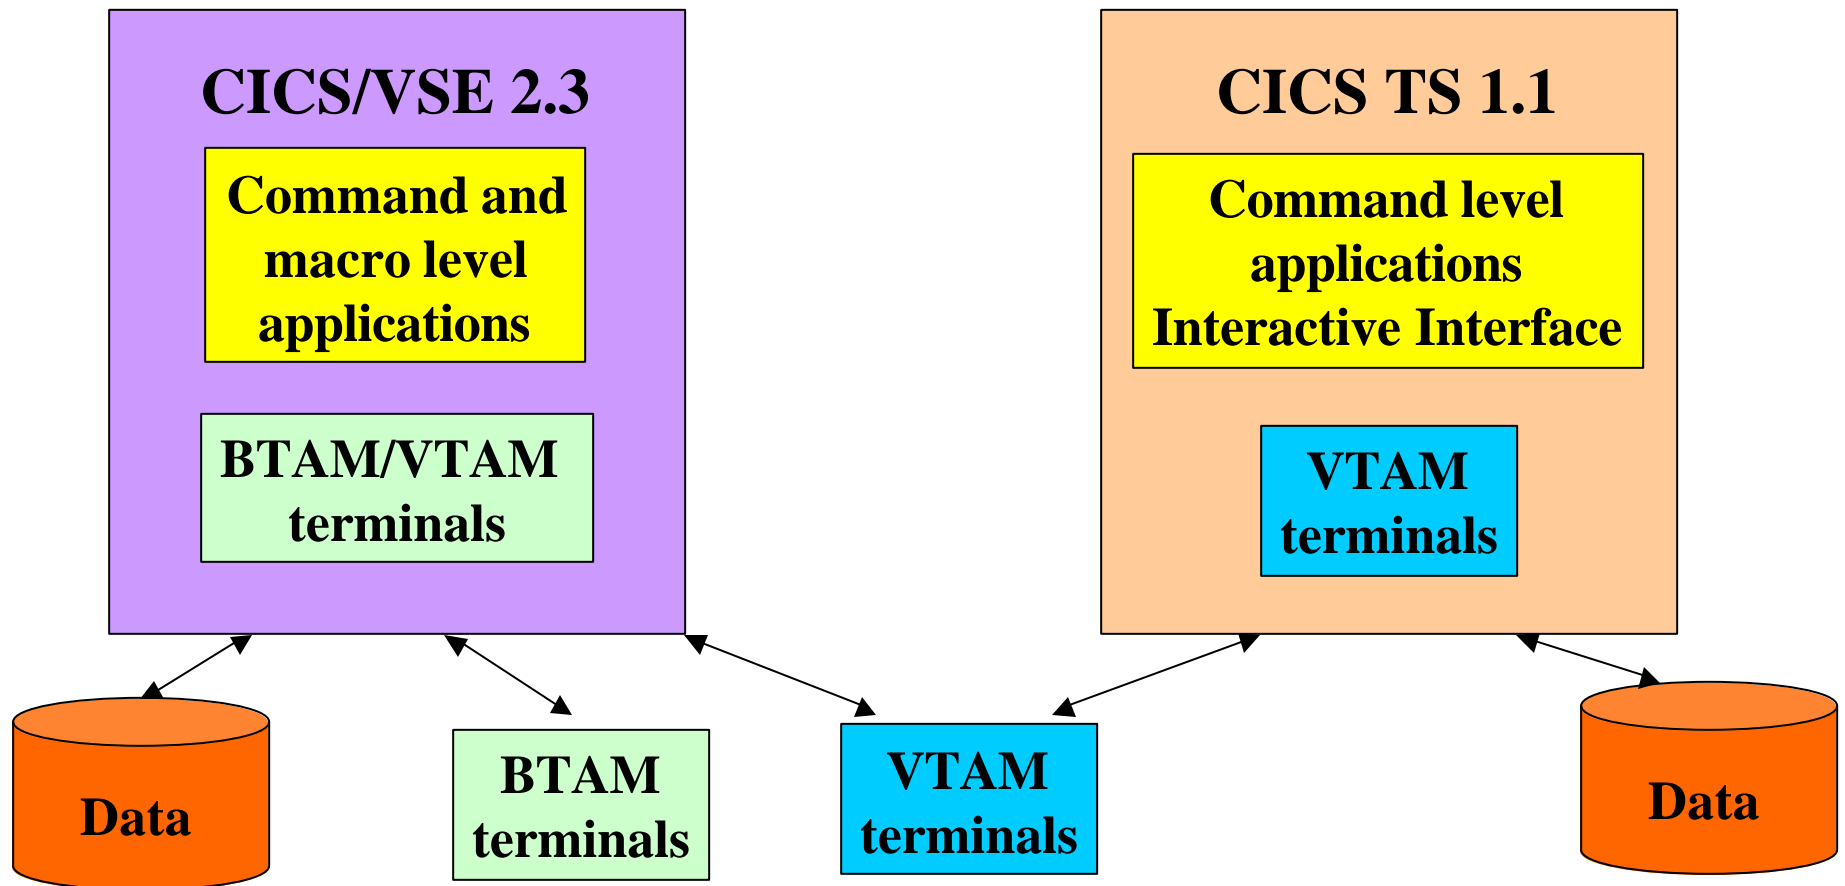 CICS/VSE 2.3
Command and
macro level
applications
BTAM/VTAM
terminals
CICS TS 1.1
Command level
applications
Interactive Interface
VTAM
terminals
Data
BTAM
terminals
VTAM
terminals
Data